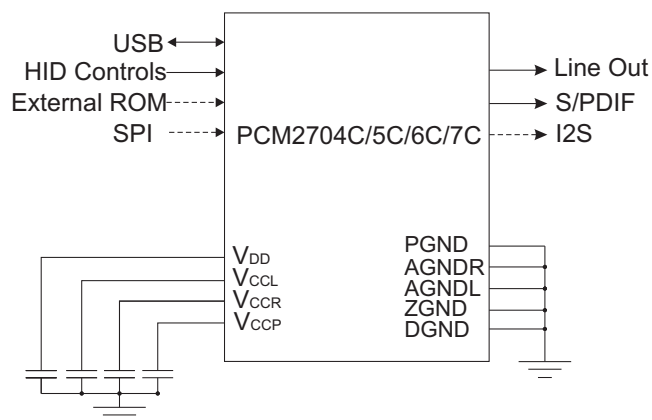 USB
HID Controls
External ROM
SPI
PCM2704C/5C/6C/7C
Line Out
S/PDIF
I2S
VDD
VCCL
VCCR
VCCP
PGND
AGNDR
AGNDL
ZGND
DGND